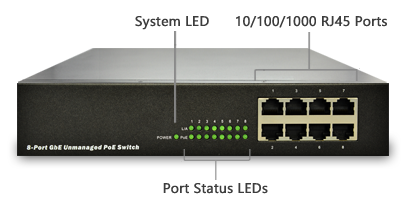 System LED
10/100/1000 RJ45 Ports
1 3 5 7
1 2 3 4 5 6 7 8
L/A
POWER PoE
2 4 6 8
8-Port GbE Unmanaged PoE Switch
Port Status LEDs